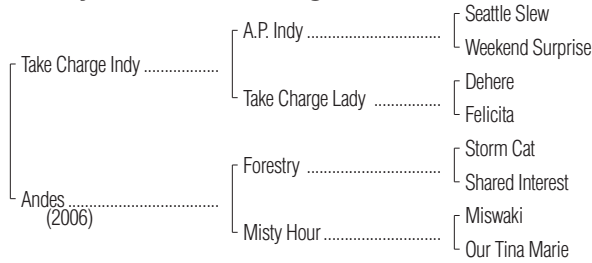 Seattle Slew
A.P. Indy ........................
Weekend Surprise
Take Charge Indy .................
Dehere
Take Charge Lady ...............
Felicita
Storm Cat
Forestry ..............................
Shared Interest
Andes ...................................
(2006)
Miswaki
Misty Hour ...........................
Our Tina Marie